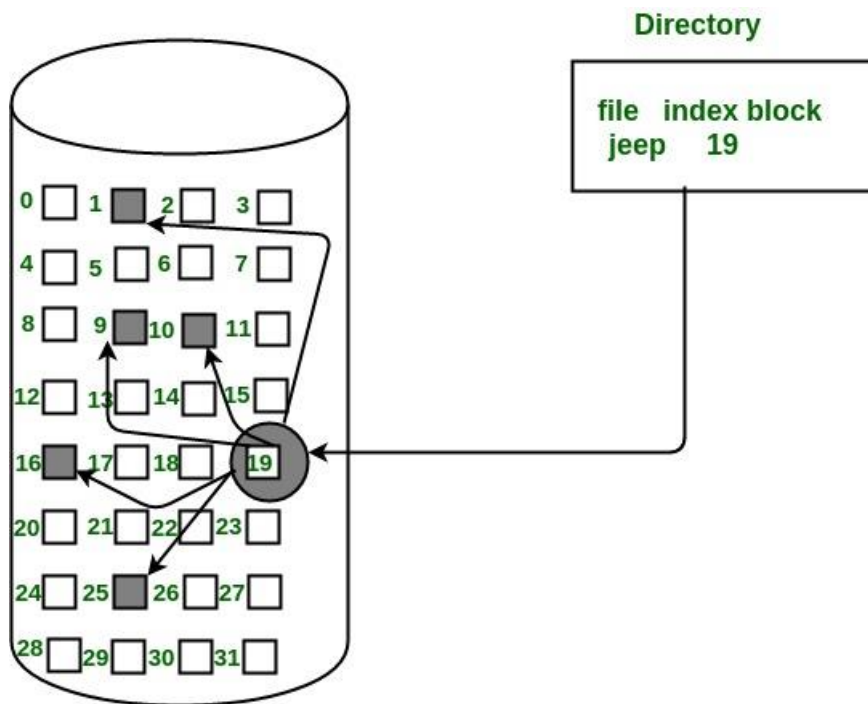 Directory
file index block
jeep 19
0 1 2 3
4 5 6 7
8 9 10 11
12 13 14 15
16 17 18 19
20 21 22 23
24 25 26 27
28 29 30 31